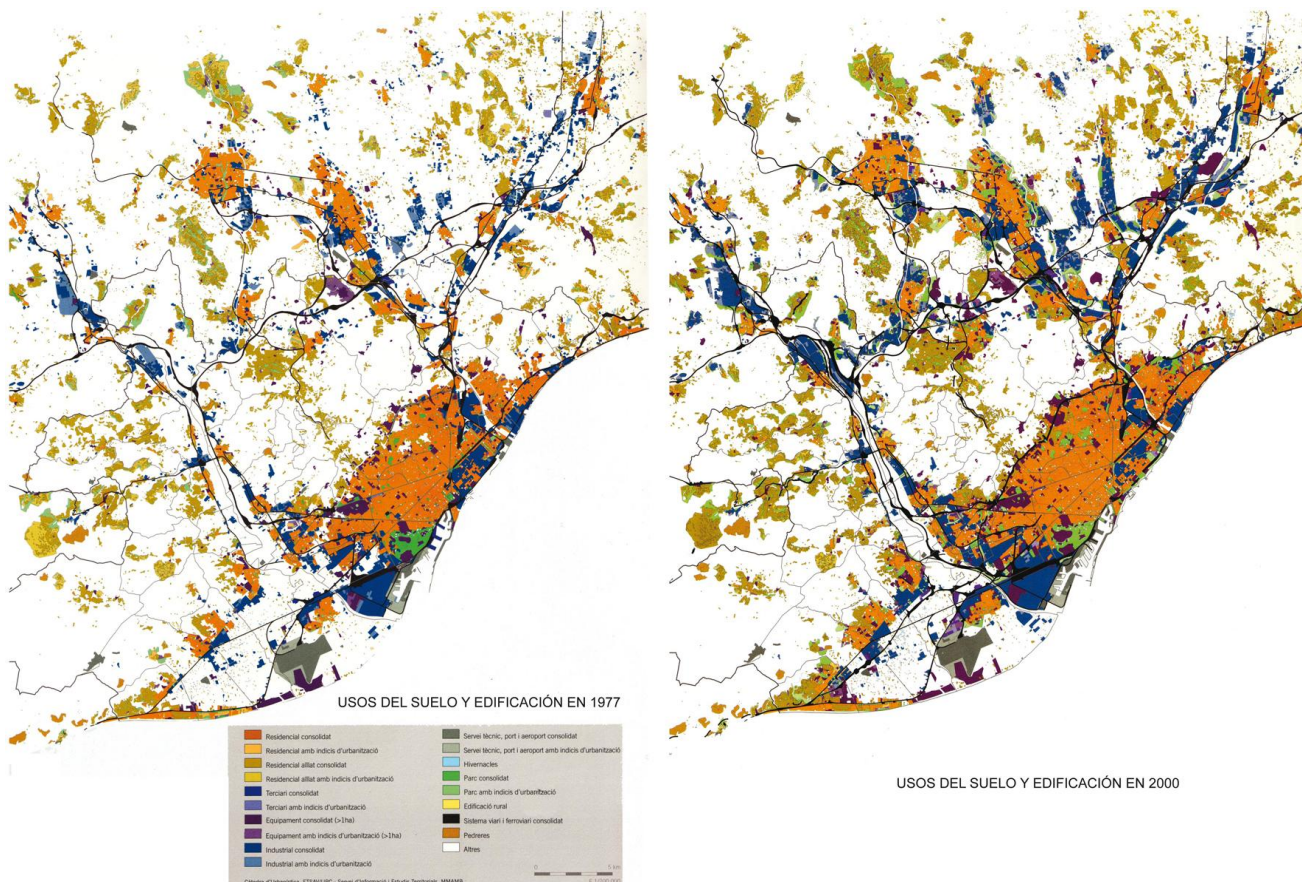 USOS DEL SUELO Y EDIFICACIÓN EN 1977
Residencial consolidat
Residencial amb indicis d'urbanització
Residencial aïllat consolidat
Residencial aïllat amb indicis d'urbanització
Terciari consolidat
Terciari amb indicis d'urbanització
Equipament consolidat (>1ha)
Equipament amb indicis d'urbanització (>1ha)
Industrial consolidat
Industrial amb indicis d'urbanització
Servei tècnic, port i aeroport consolidat
Servei tècnic, port i aeroport amb indicis d'urbanització
Hivernacles
Parc consolidat
Parc amb indicis d'urbanització
Edificació rural
Sistema viari i ferroviari consolidat
Pedreres
Altres
0 5 km
USOS DEL SUELO Y EDIFICACIÓN EN 2000